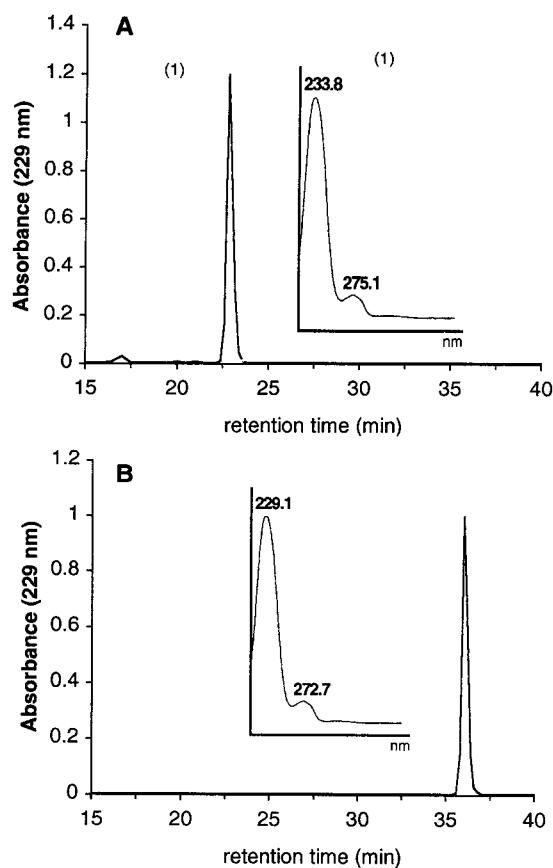 A
Absorbance (229 nm)
1.4
1.2
1
0.8
0.6
0.4
0.2
0
(1)
(1)
233.8
275.1
nm
15 20 25 30 35 40
retention time (min)
B
Absorbance (229 nm)
1.2
1
0.8
0.6
0.4
0.2
0
229.1
272.7
nm
15 20 25 30 35 40
retention time (min)